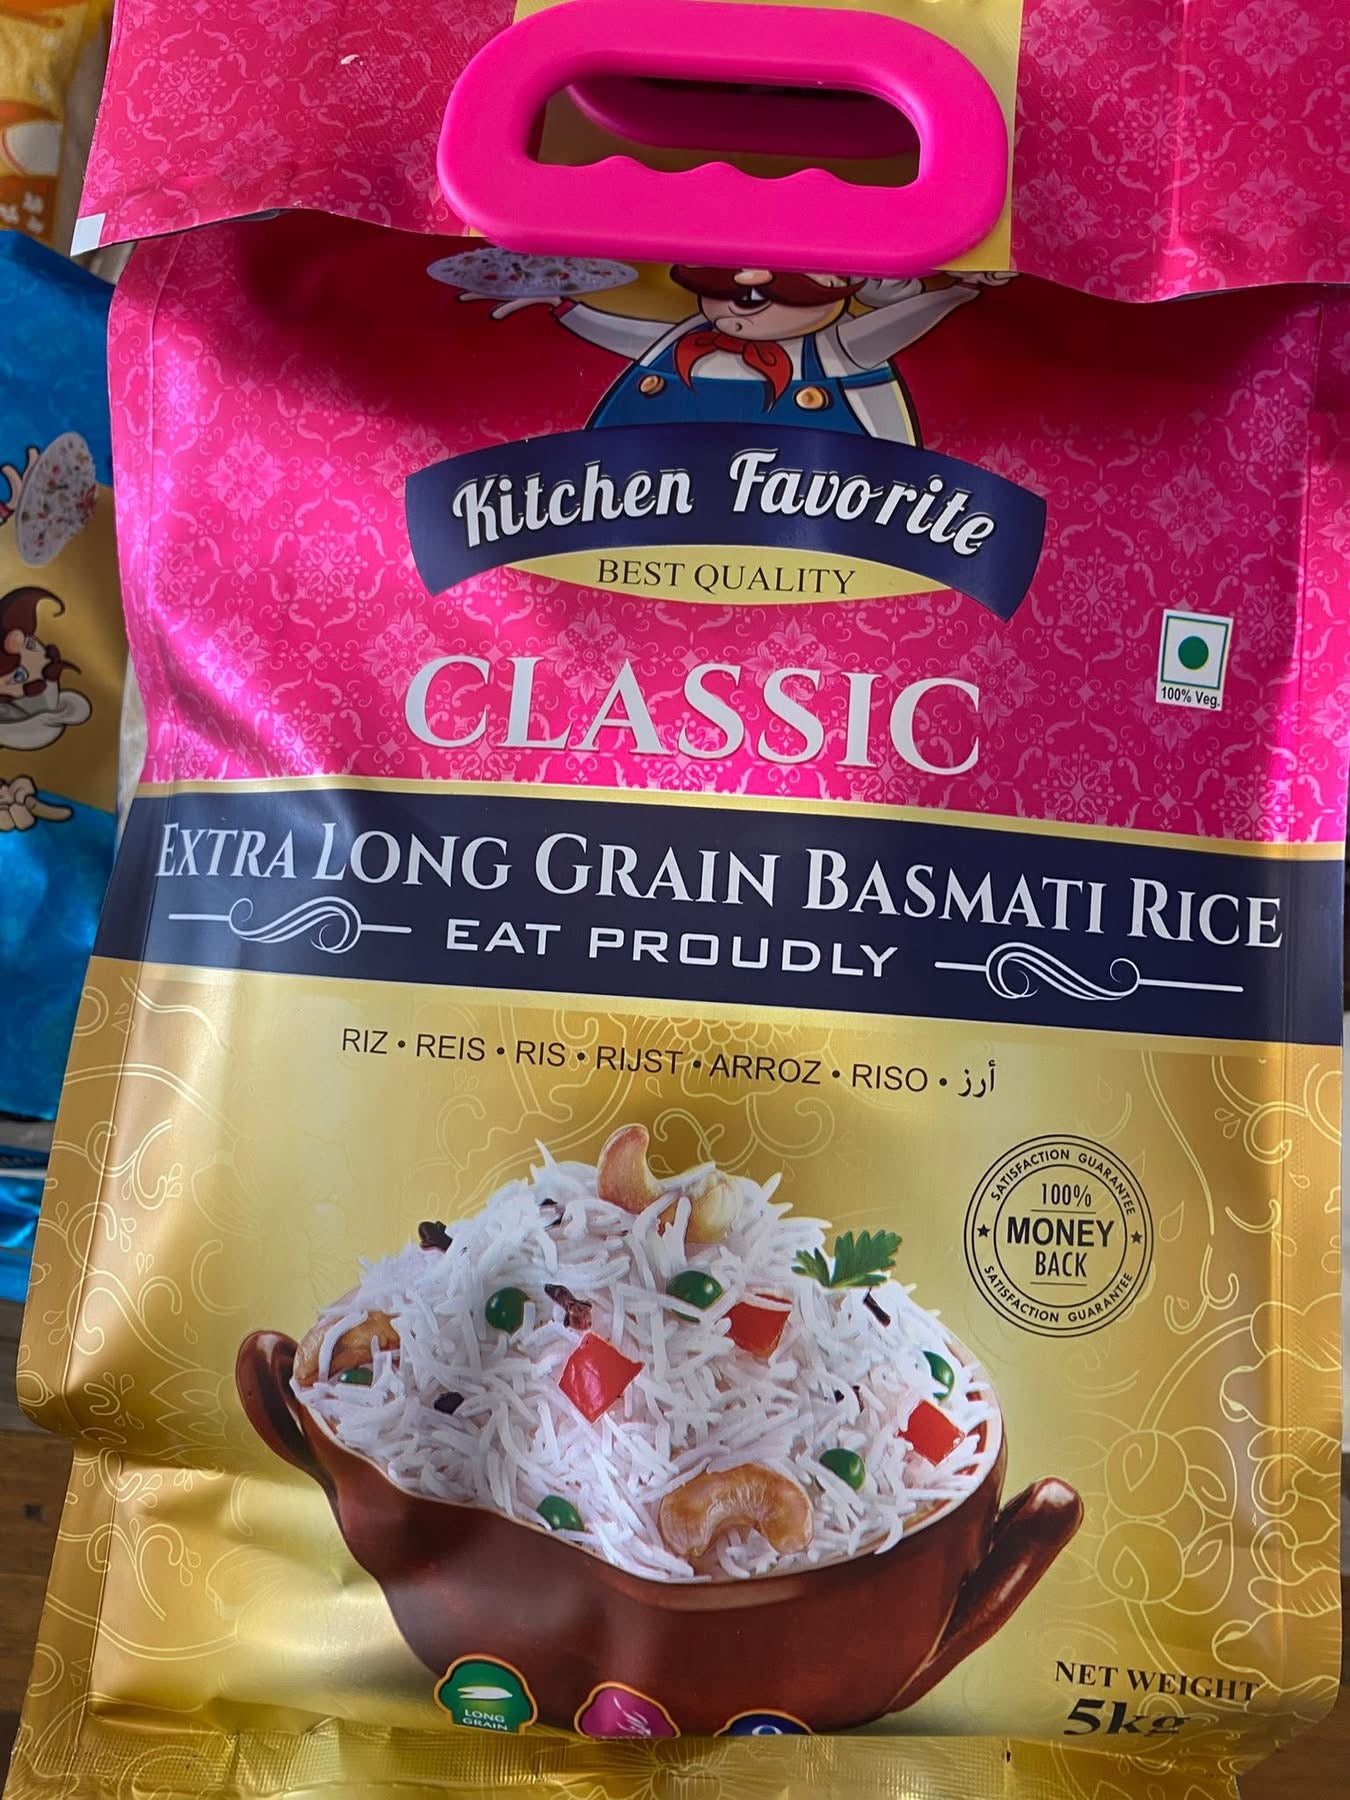 Kitchen Favorite
BEST QUALITY
CLASSIC
100% Veg.
EXTRA LONG GRAIN BASMATI RICE
EAT PROUDLY
RIZ • REIS • RIS • RIJST • ARROZ • RISO • أرز
SATISFACTION GUARANTEE
100%
MONEY
BACK
SATISFACTION GUARANTEE
NET WEIGHT
5kg
LONG
GRAIN